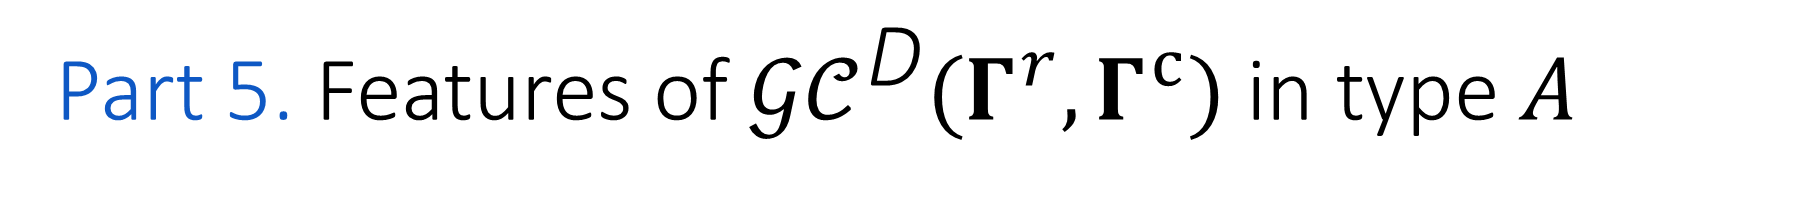 Part 5. Features of 𝒢𝒞^D(𝚪^r, 𝚪^c) in type A